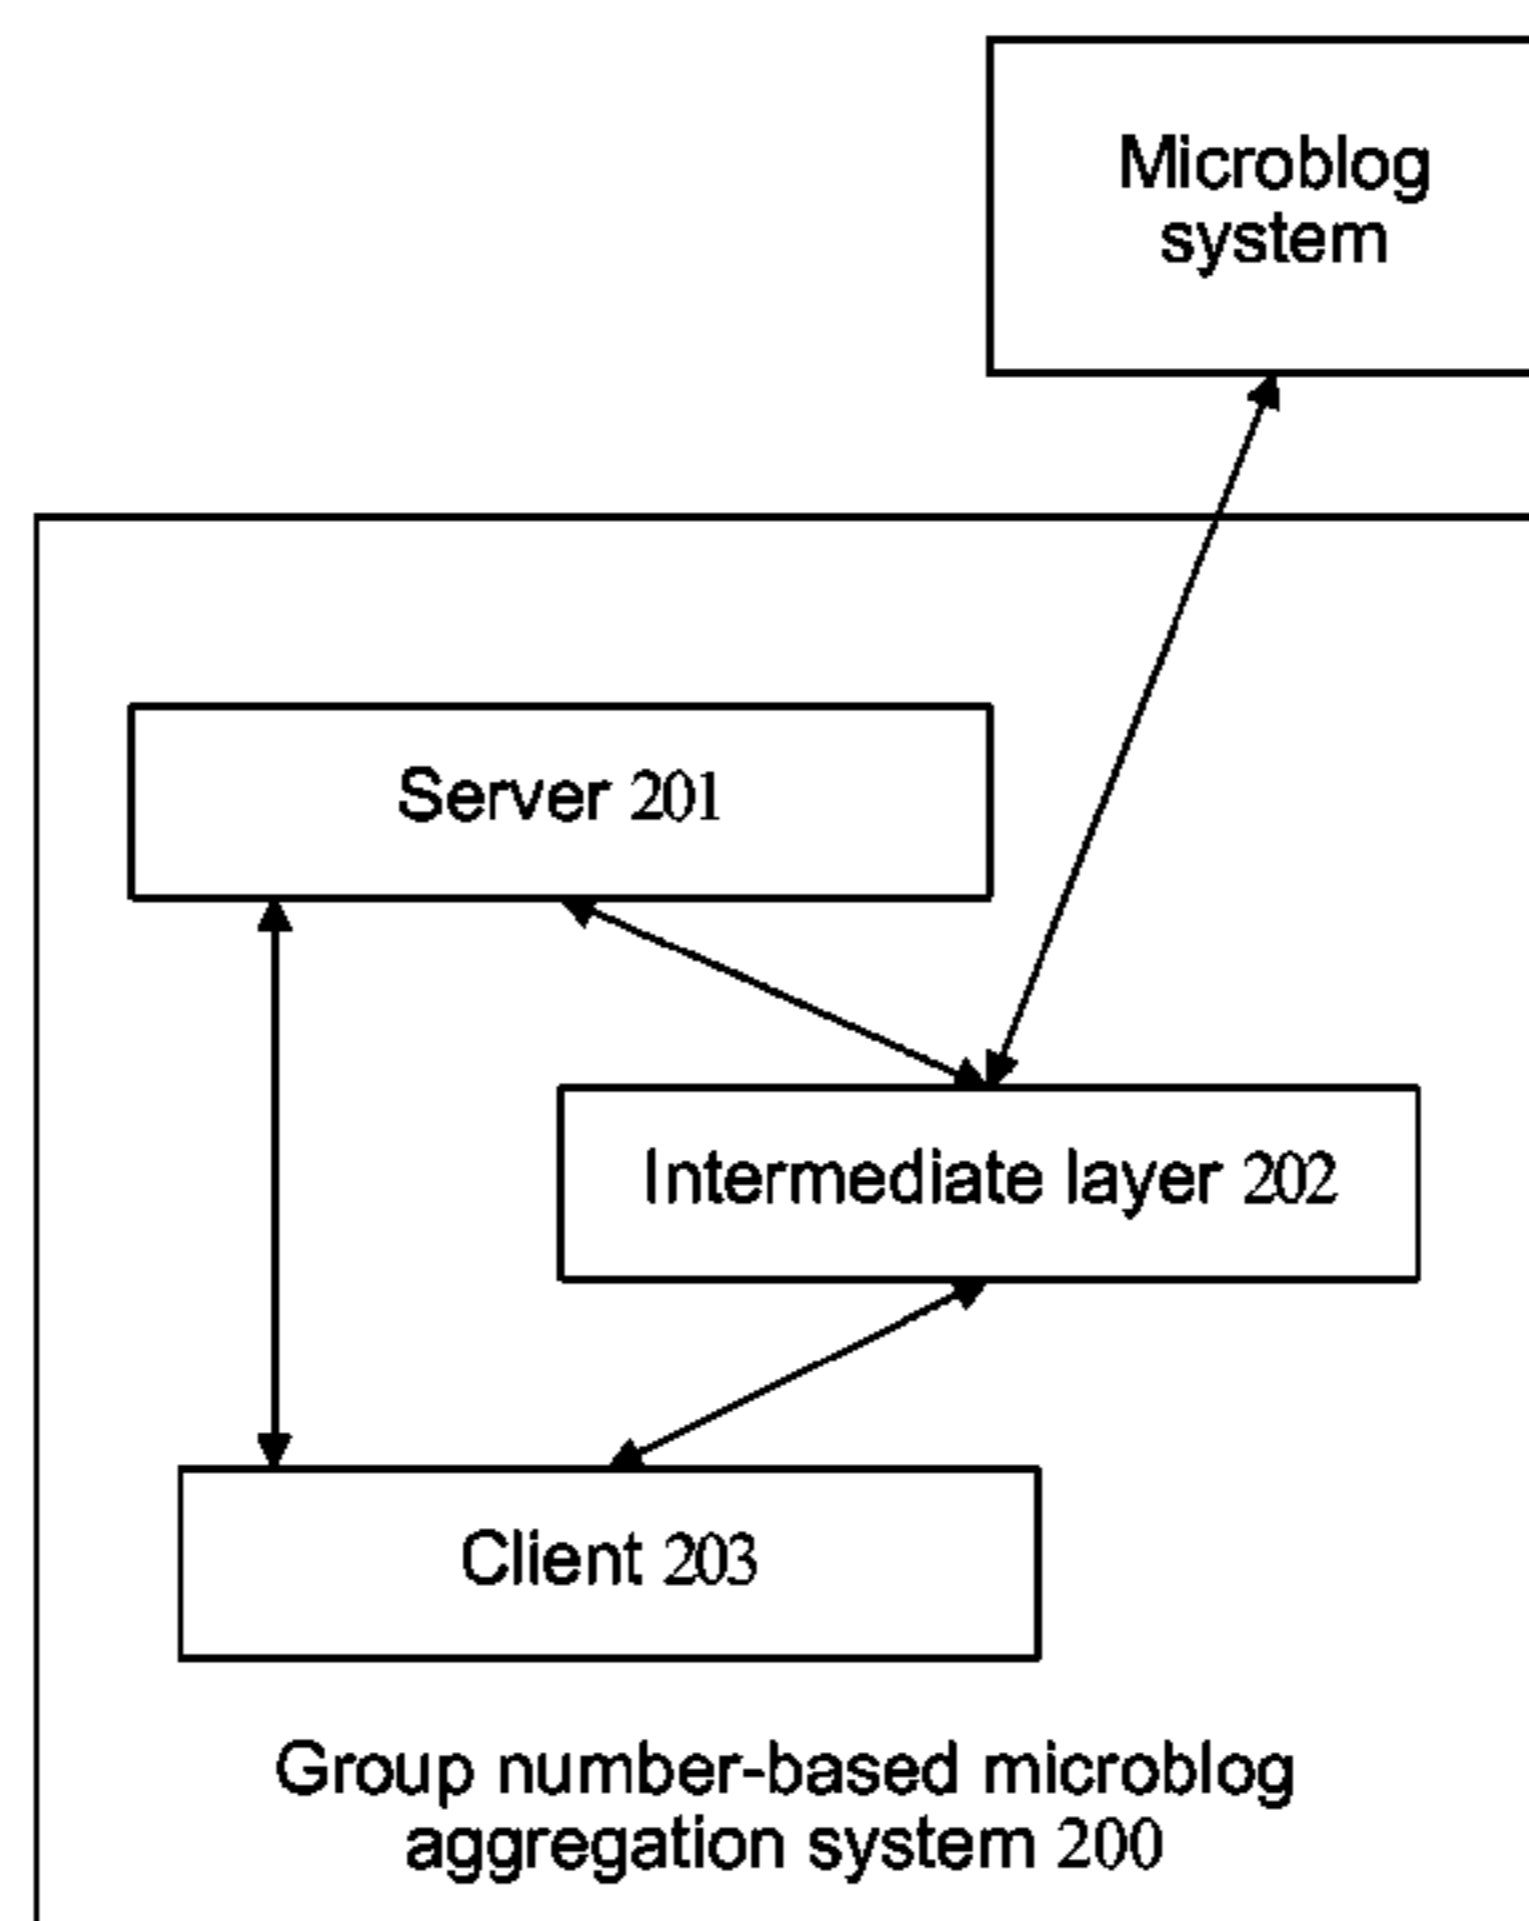 Microblog
system
Server 201
Intermediate layer 202
Client 203
Group number-based microblog
aggregation system 200